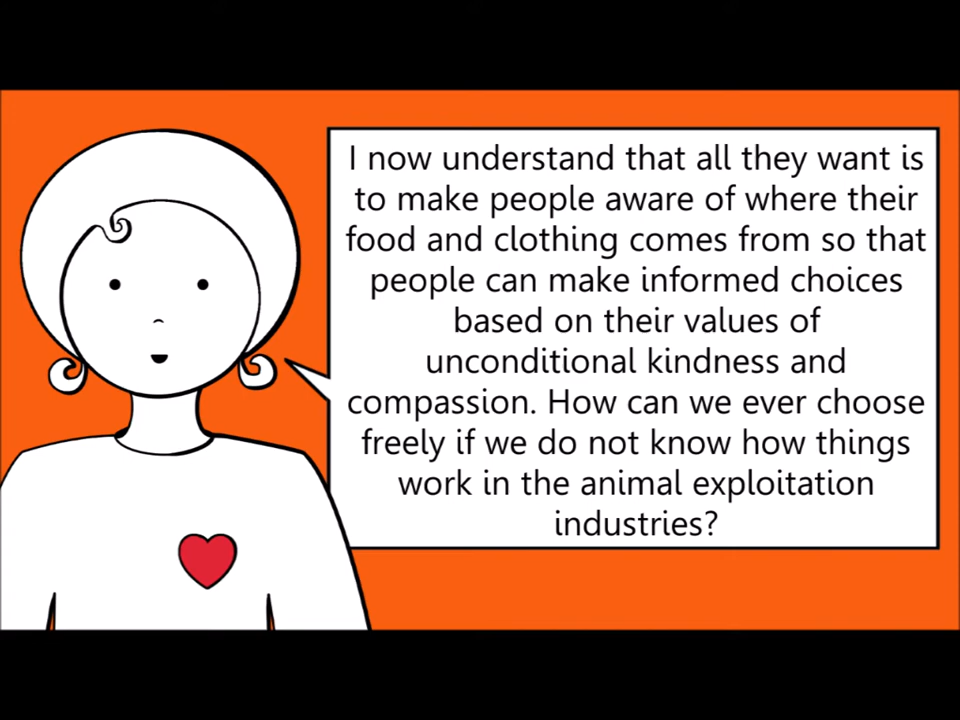 I now understand that all they want is
to make people aware of where their
food and clothing comes from so that
people can make informed choices
based on their values of
unconditional kindness and
compassion. How can we ever choose
freely if we do not know how things
work in the animal exploitation
industries?